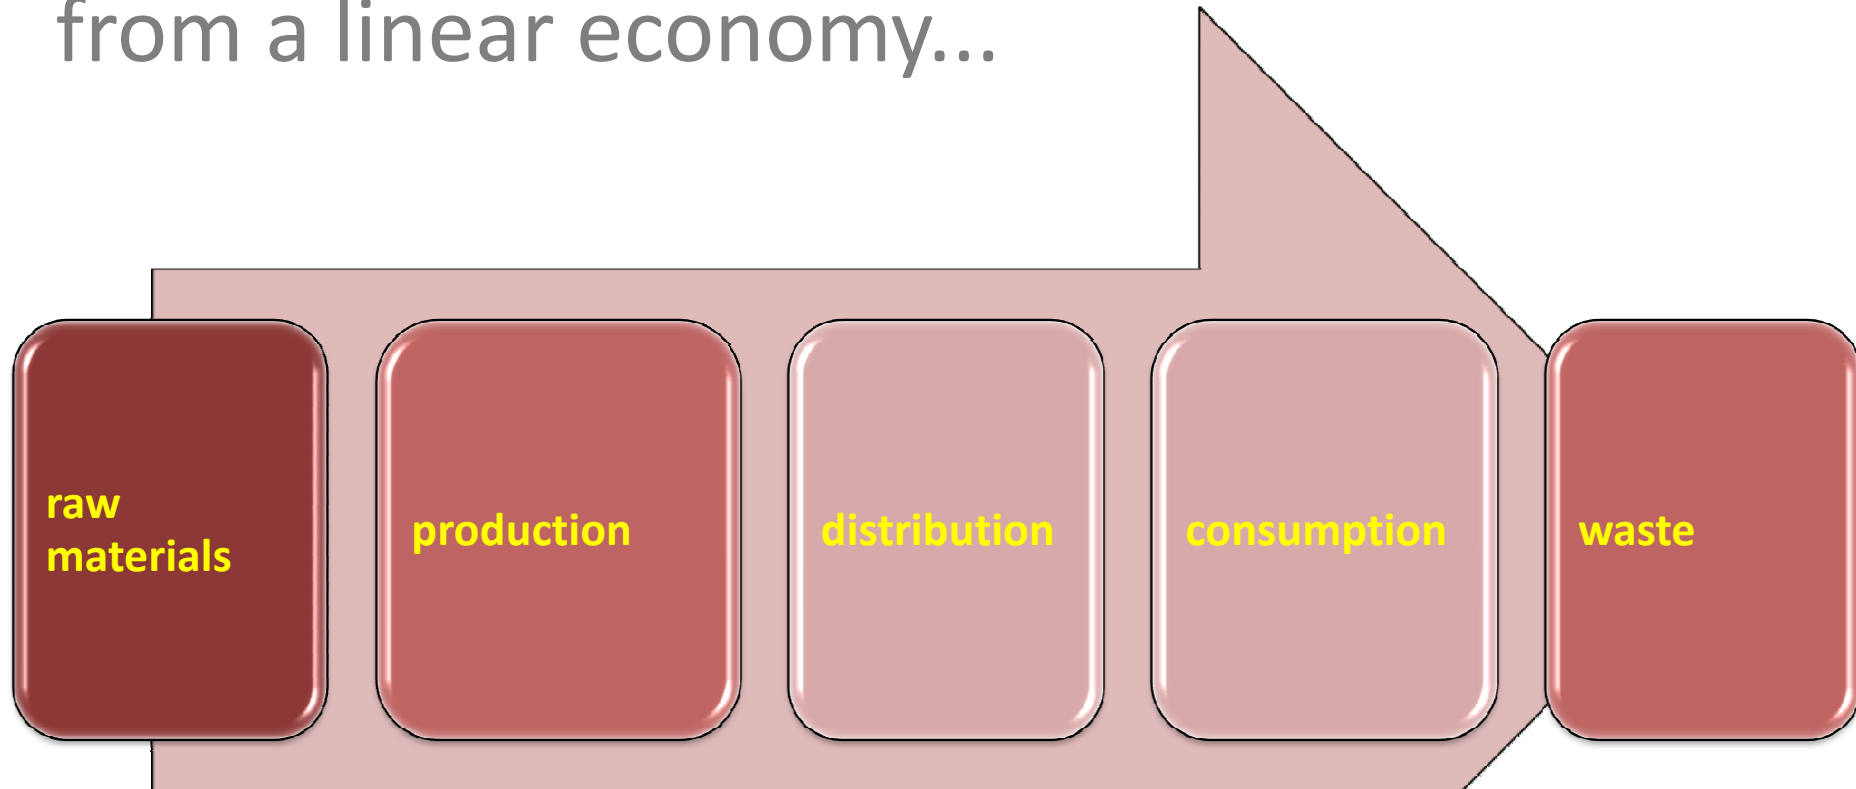 from a linear economy...
raw
materials
production
distribution
consumption
waste